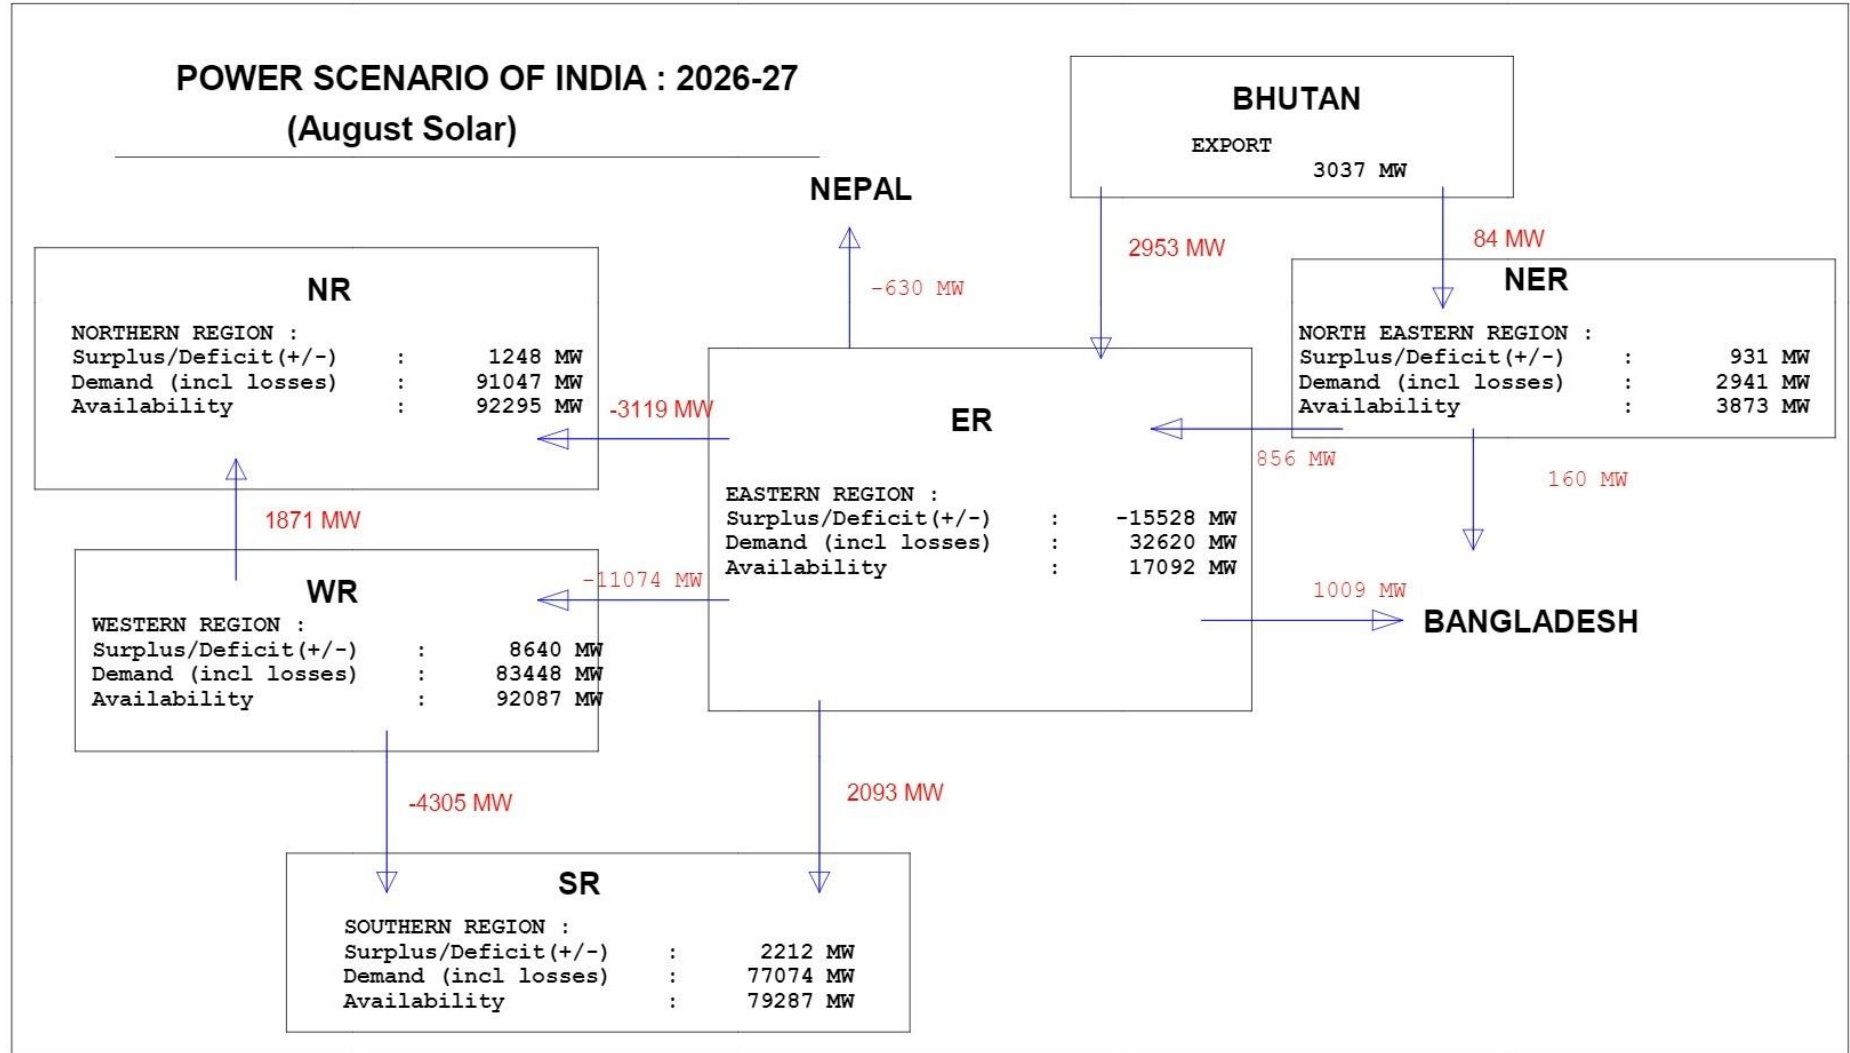 POWER SCENARIO OF INDIA : 2026-27
(August Solar)
BHUTAN
EXPORT
3037 MW
NEPAL
-630 MW
2953 MW
84 MW
NR
NORTHERN REGION :
Surplus/Deficit(+/-) : 1248 MW
Demand (incl losses) : 91047 MW
Availability : 92295 MW
-3119 MW
NER
NORTH EASTERN REGION :
Surplus/Deficit(+/-) : 931 MW
Demand (incl losses) : 2941 MW
Availability : 3873 MW
856 MW
160 MW
ER
EASTERN REGION :
Surplus/Deficit(+/-) : -15528 MW
Demand (incl losses) : 32620 MW
Availability : 17092 MW
1871 MW
-11074 MW
1009 MW
BANGLADESH
WR
WESTERN REGION :
Surplus/Deficit(+/-) : 8640 MW
Demand (incl losses) : 83448 MW
Availability : 92087 MW
-4305 MW
2093 MW
SR
SOUTHERN REGION :
Surplus/Deficit(+/-) : 2212 MW
Demand (incl losses) : 77074 MW
Availability : 79287 MW